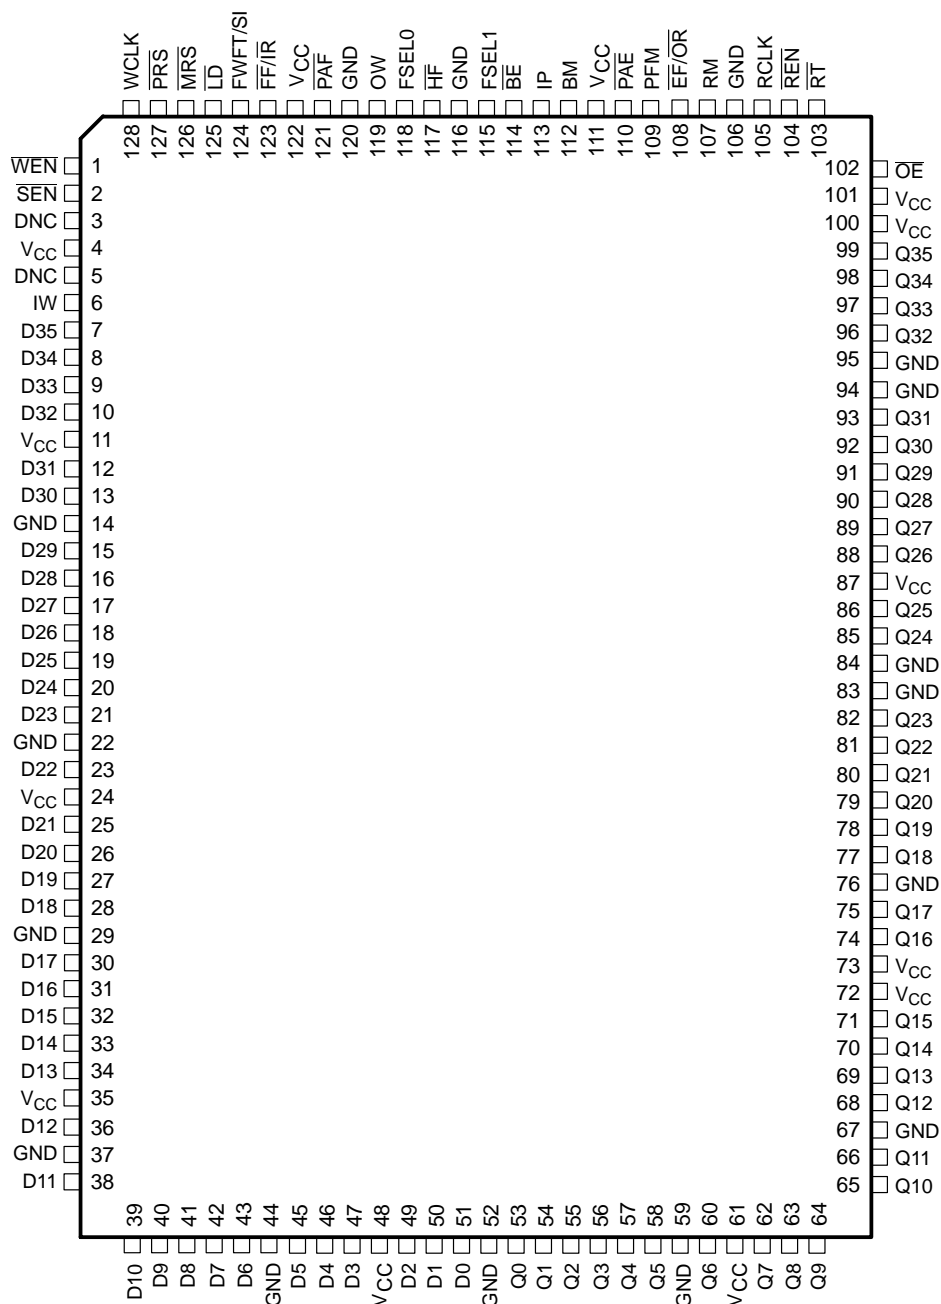 WCLK PRS MRS LD FWFT/SI FF/IR VCC PAF GND OW FSEL0 HF GND FSEL1 BE IP BM VCC PAE PFM EF/OR RM GND RCLK REN RT
128 127 126 125 124 123 122 121 120 119 118 117 116 115 114 113 112 111 110 109 108 107 106 105 104 103
WEN 1 102 OE
SEN 2 101 VCC
DNC 3 100 VCC
VCC 4 99 Q35
DNC 5 98 Q34
IW 6 97 Q33
D35 7 96 Q32
D34 8 95 GND
D33 9 94 GND
D32 10 93 Q31
VCC 11 92 Q30
D31 12 91 Q29
D30 13 90 Q28
GND 14 89 Q27
D29 15 88 Q26
D28 16 87 VCC
D27 17 86 Q25
D26 18 85 Q24
D25 19 84 GND
D24 20 83 GND
D23 21 82 Q23
GND 22 81 Q22
D22 23 80 Q21
VCC 24 79 Q20
D21 25 78 Q19
D20 26 77 Q18
D19 27 76 GND
D18 28 75 Q17
GND 29 74 Q16
D17 30 73 VCC
D16 31 72 VCC
D15 32 71 Q15
D14 33 70 Q14
D13 34 69 Q13
VCC 35 68 Q12
D12 36 67 GND
GND 37 66 Q11
D11 38 65 Q10
39 40 41 42 43 44 45 46 47 48 49 50 51 52 53 54 55 56 57 58 59 60 61 62 63 64
D10 D9 D8 D7 D6 GND D5 D4 D3 VCC D2 D1 D0 GND Q0 Q1 Q2 Q3 Q4 Q5 GND Q6 VCC Q7 Q8 Q9